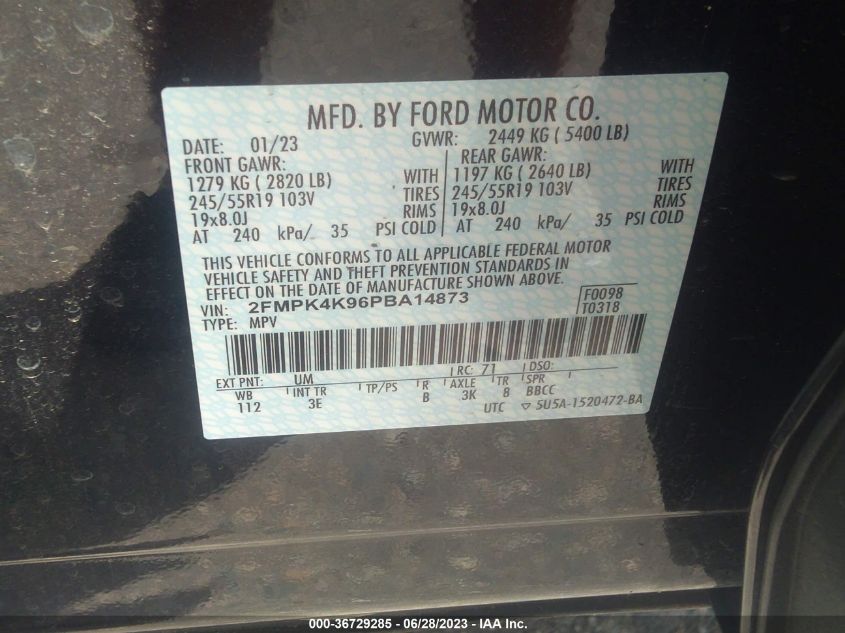 MFD. BY FORD MOTOR CO.
DATE: 01/23 GVWR: 2449 KG ( 5400 LB)
FRONT GAWR: REAR GAWR:
1279 KG ( 2820 LB) WITH 1197 KG ( 2640 LB) WITH
245/55R19 103V TIRES 245/55R19 103V TIRES
19x8.0J RIMS 19x8.0J RIMS
AT 240 kPa/ 35 PSI COLD AT 240 kPa/ 35 PSI COLD
THIS VEHICLE CONFORMS TO ALL APPLICABLE FEDERAL MOTOR
VEHICLE SAFETY AND THEFT PREVENTION STANDARDS IN
EFFECT ON THE DATE OF MANUFACTURE SHOWN ABOVE.
VIN: 2FMPK4K96PBA14873 F0098
TYPE: MPV T0318
EXT PNT: UM RC: 71 DSO:
WB INT TR TP/PS R AXLE TR SPR
112 3E B 3K 8 BBCC
UTC ▽ 5U5A-1520472-BA
000-36729285 - 06/28/2023 - IAA Inc.